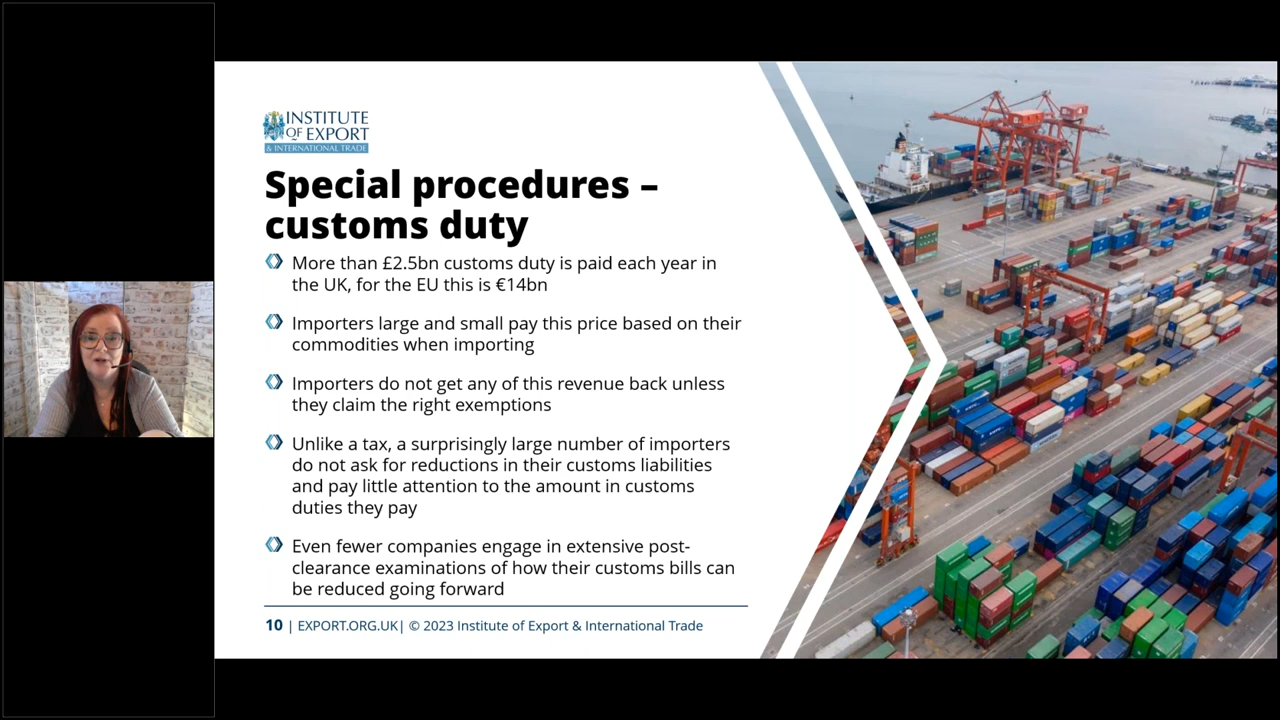 INSTITUTE
OF EXPORT
& INTERNATIONAL TRADE
Special procedures –
customs duty
More than £2.5bn customs duty is paid each year in
the UK, for the EU this is €14bn
Importers large and small pay this price based on their
commodities when importing
Importers do not get any of this revenue back unless
they claim the right exemptions
Unlike a tax, a surprisingly large number of importers
do not ask for reductions in their customs liabilities
and pay little attention to the amount in customs
duties they pay
Even fewer companies engage in extensive post-
clearance examinations of how their customs bills can
be reduced going forward
10 | EXPORT.ORG.UK| © 2023 Institute of Export & International Trade